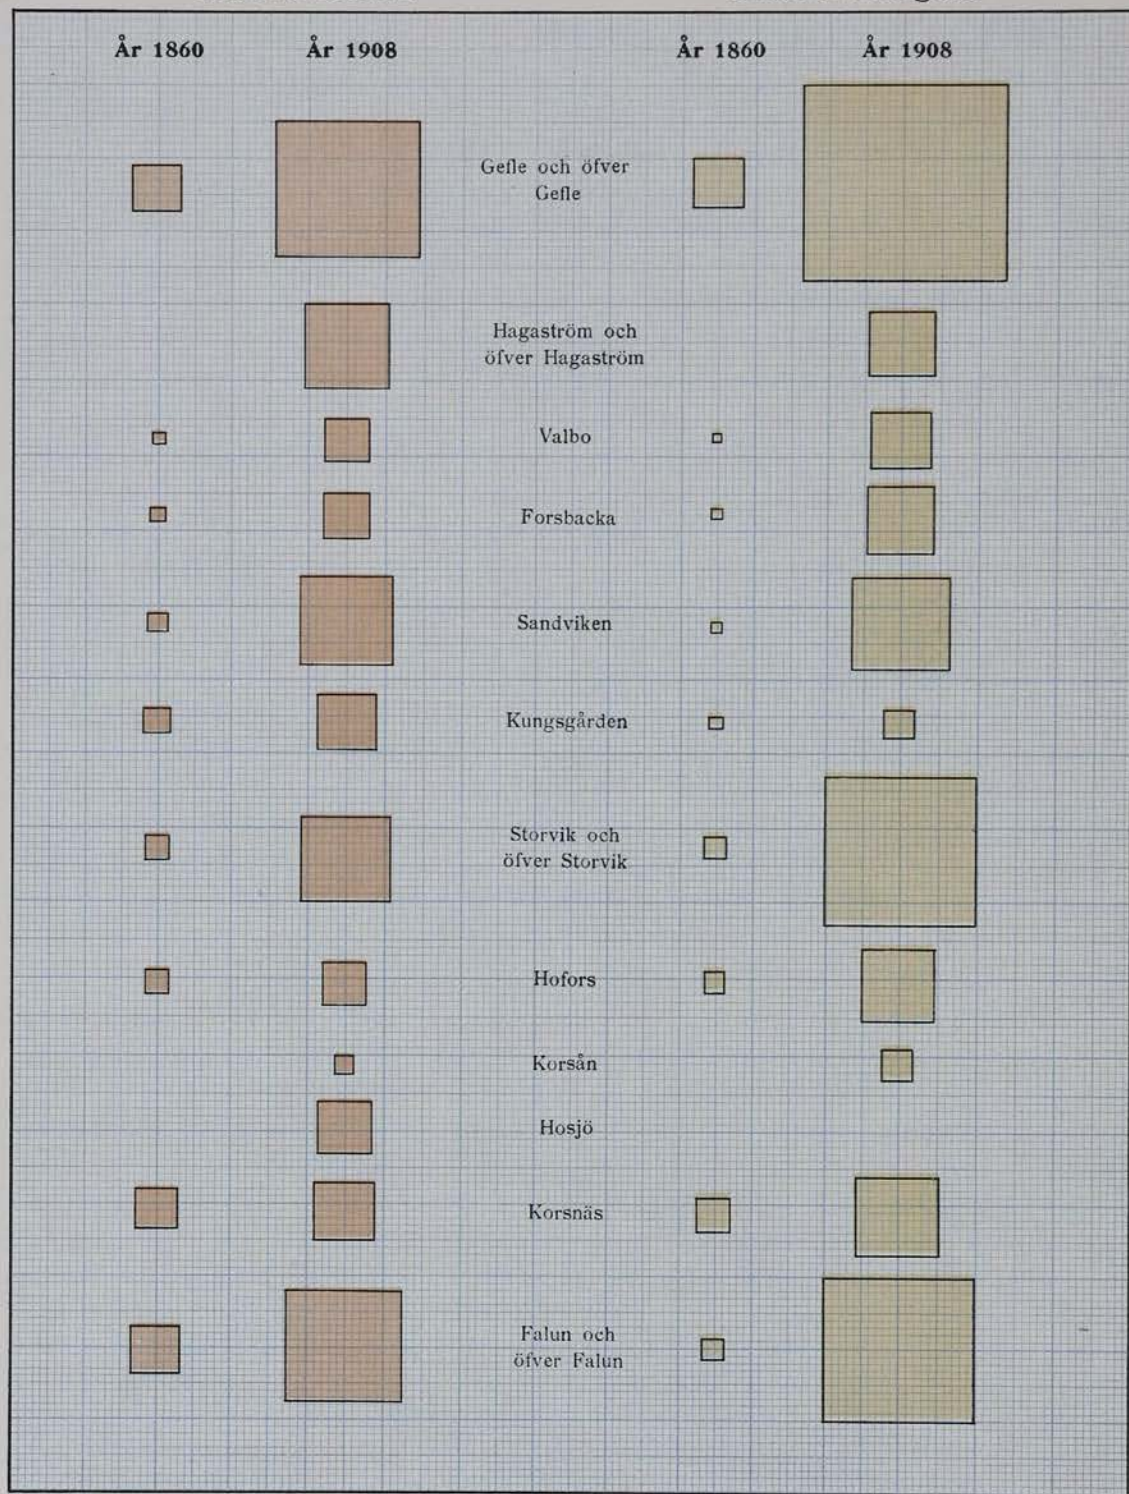 År 1860 År 1908 År 1860 År 1908
Gefle och öfver
Gefle
Hagaström och
öfver Hagaström
Valbo
Forsbacka
Sandviken
Kungsgården
Storvik och
öfver Storvik
Hofors
Korsån
Hosjö
Korsnäs
Falun och
öfver Falun